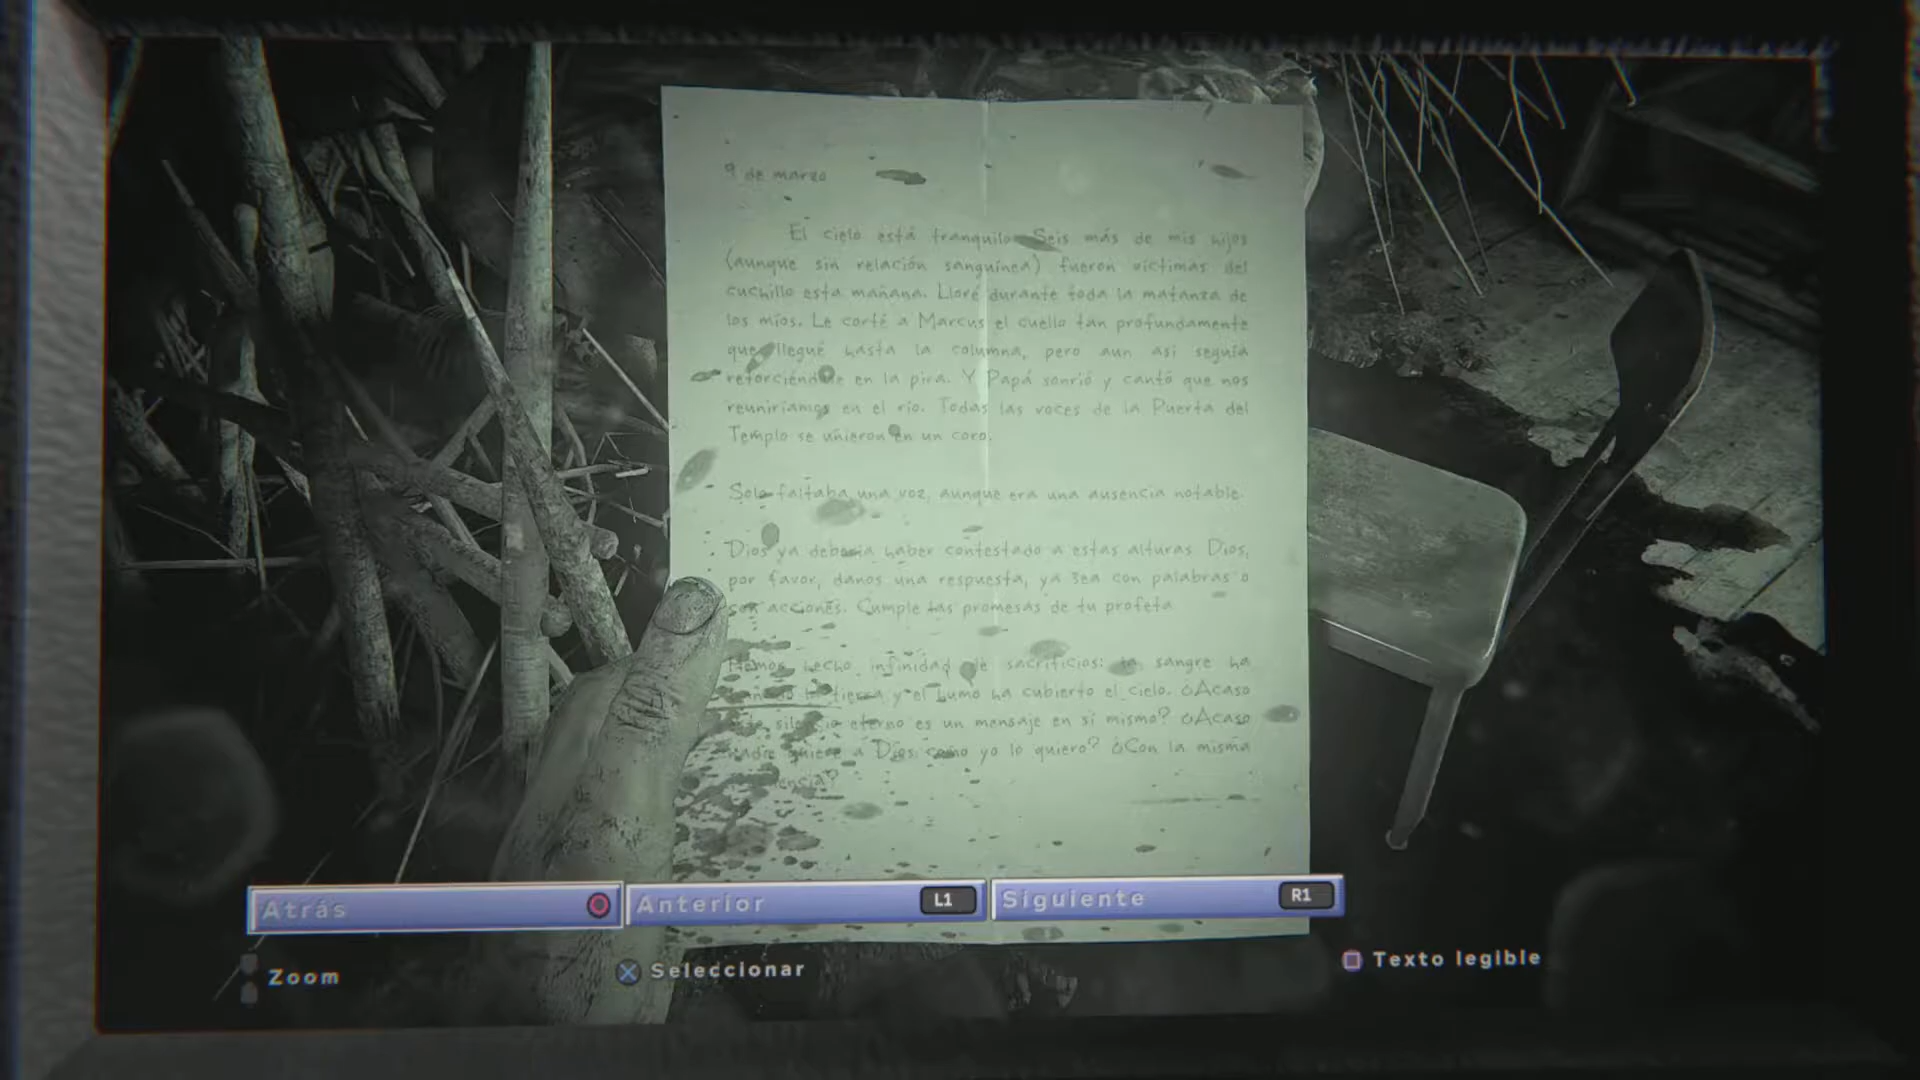 9 de marzo
El cielo está tranquilo. Seis más de mis hijos
(aunque sin relación sanguínea) fueron víctimas del
cuchillo esta mañana. Lloré durante toda la matanza de
los míos. Le corté a Marcus el cuello tan profundamente
que llegué hasta la columna, pero aun así seguía
retorciéndose en la pira. Y Papá sonrió y cantó que nos
reuniríamos en el río. Todas las voces de la Puerta del
Templo se unieron en un coro.
Solo faltaba una voz, aunque era una ausencia notable.
Dios ya debería haber contestado a estas alturas. Dios,
por favor, danos una respuesta, ya sea con palabras o
con acciones. Cumple las promesas de tu profeta.
Hemos hecho infinidad de sacrificios: la sangre ha
la tierra y el humo ha cubierto el cielo. ¿Acaso
este silencio eterno es un mensaje en sí mismo? ¿Acaso
nadie quiere a Dios como yo lo quiero? ¿Con la misma
Atrás
Anterior L1
Siguiente R1
Zoom
Seleccionar
Texto legible